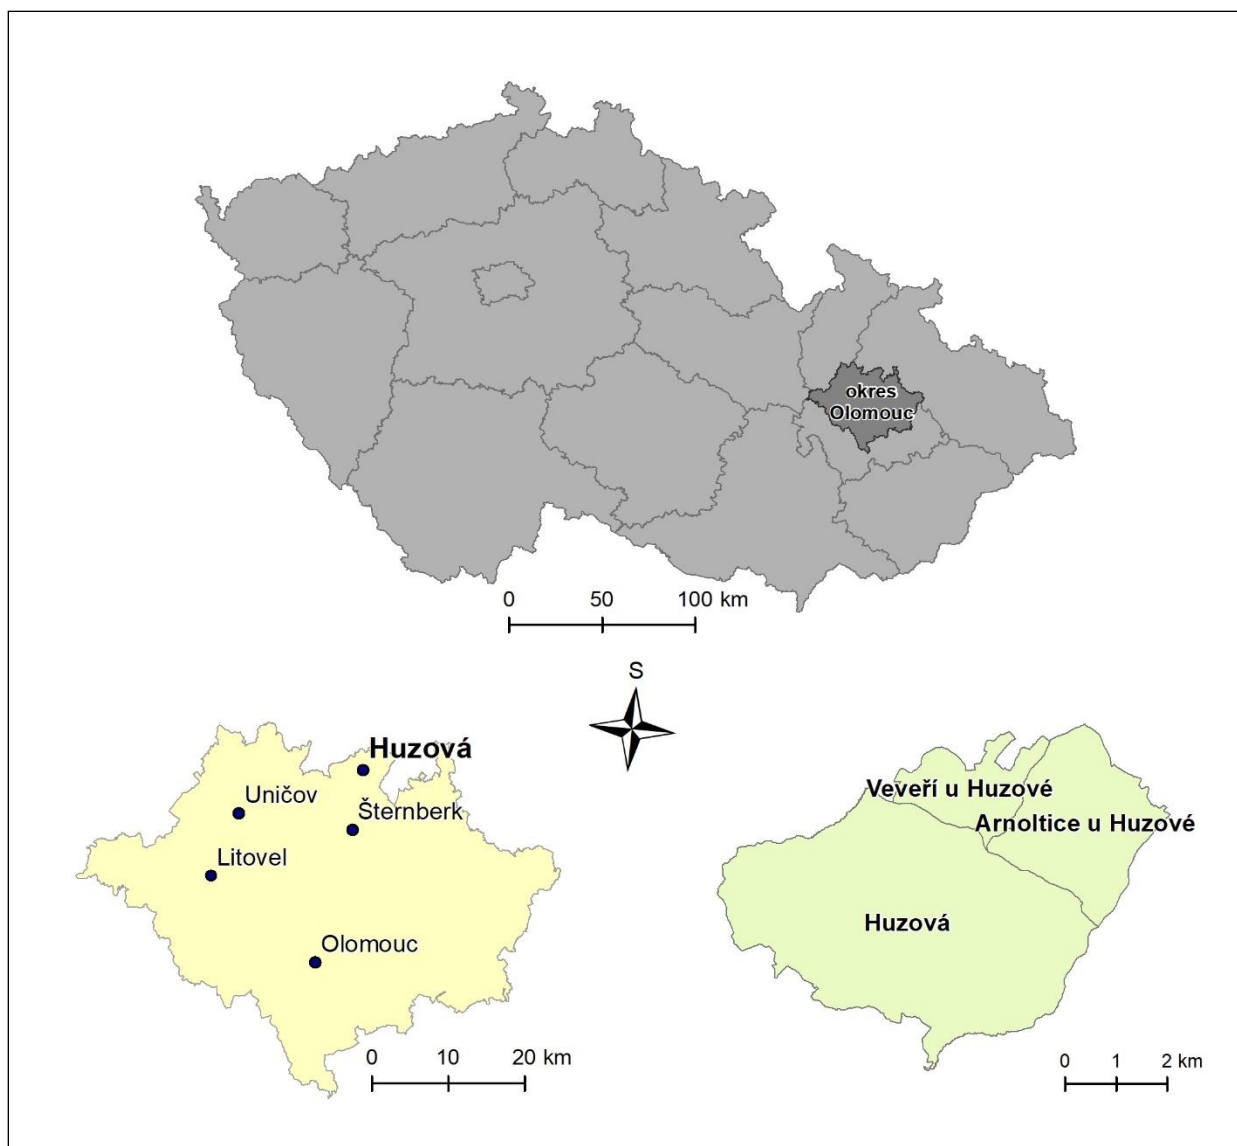 okres
Olomouc
0 50 100 km
S
Huzová
Uničov
Šternberk
Litovel
Olomouc
0 10 20 km
Veveří u Huzové
Arnoltice u Huzové
Huzová
0 1 2 km